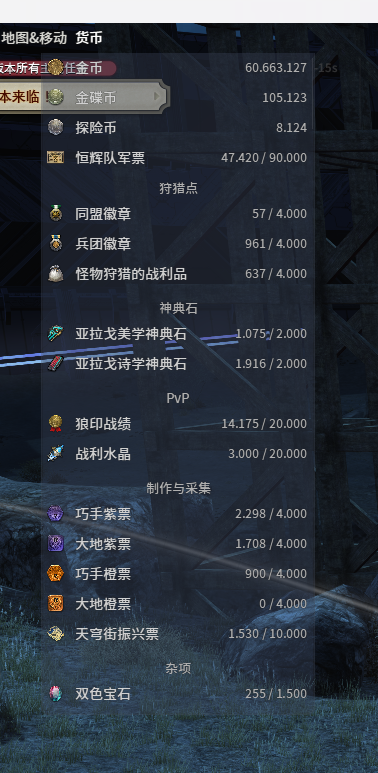 地图&移动 货币
金币 60.663.127
金碟币 105.123
探险币 8.124
恒辉队军票 47.420 / 90.000
狩猎点
同盟徽章 57 / 4.000
兵团徽章 961 / 4.000
怪物狩猎的战利品 637 / 4.000
神典石
亚拉戈美学神典石 1.075 / 2.000
亚拉戈诗学神典石 1.916 / 2.000
PvP
狼印战绩 14.175 / 20.000
战利水晶 3.000 / 20.000
制作与采集
巧手紫票 2.298 / 4.000
大地紫票 1.708 / 4.000
巧手橙票 900 / 4.000
大地橙票 0 / 4.000
天穹街振兴票 1.530 / 10.000
杂项
双色宝石 255 / 1.500